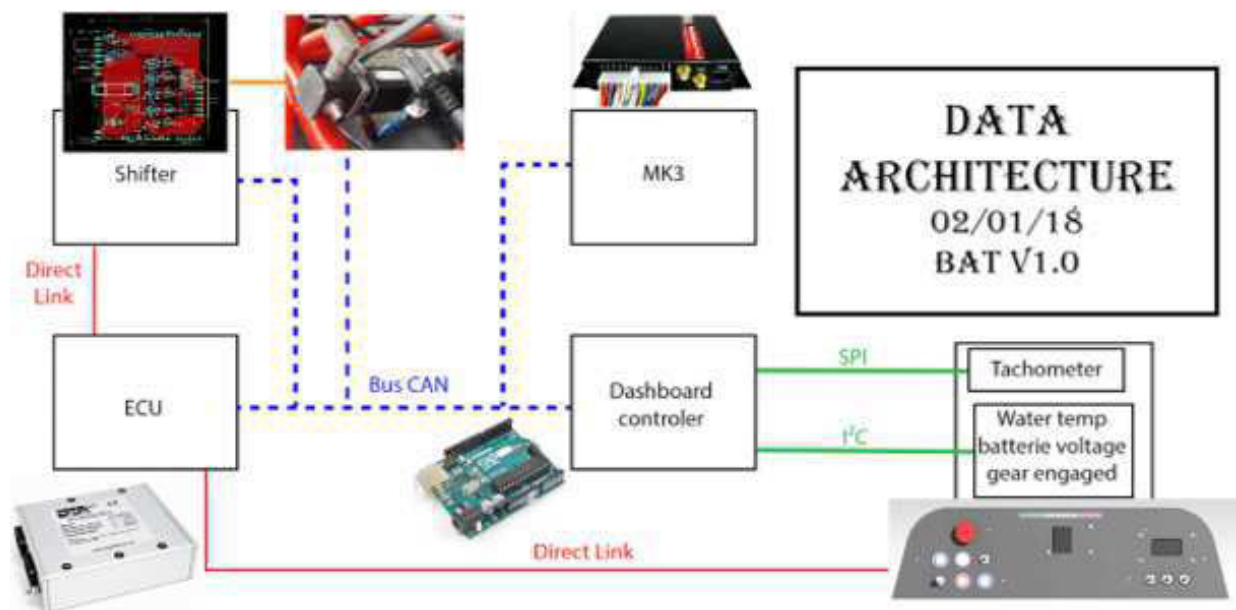 DATA
ARCHITECTURE
02/01/18
BAT V1.0
Shifter
MK3
Direct
Link
ECU
Bus CAN
Dashboard
controler
SPI
I²C
Tachometer
Water temp
batterie voltage
gear engaged
Direct Link